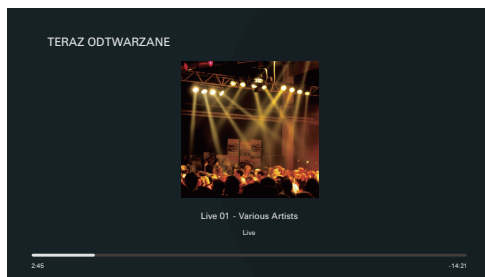 TERAZ ODTWARZANE
Live 01 - Various Artists
Live
2:45
-14:21